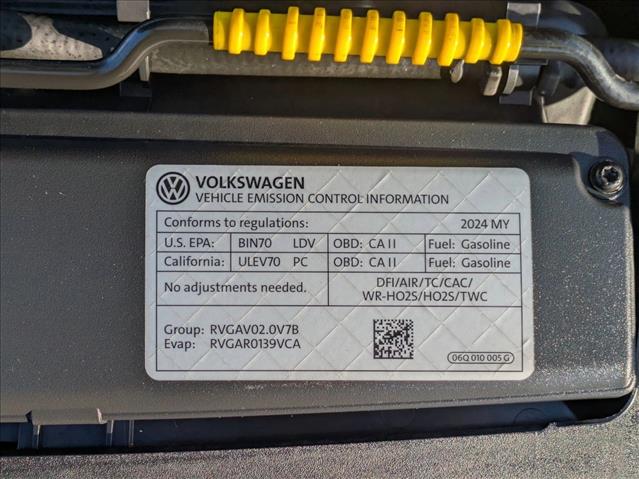 VOLKSWAGEN
VEHICLE EMISSION CONTROL INFORMATION
Conforms to regulations: 2024 MY
U.S. EPA: BIN70 LDV OBD: CA II Fuel: Gasoline
California: ULEV70 PC OBD: CA II Fuel: Gasoline
No adjustments needed.
DFI/AIR/TC/CAC/
WR-HO2S/HO2S/TWC
Group: RVGAV02.0V7B
Evap: RVGAR0139VCA
06Q 010 005 G